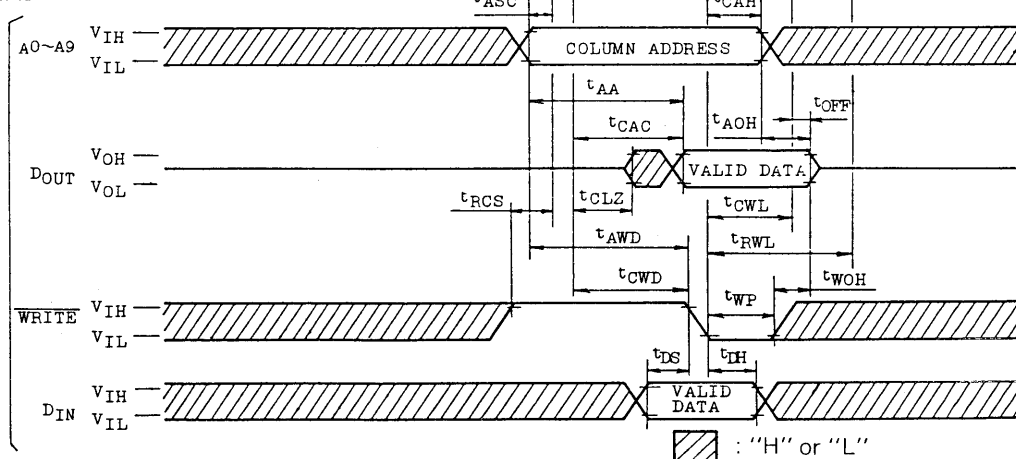 tASC tCAH
A0~A9 VIH VIL COLUMN ADDRESS
tAA
tOFF
tCAC tAOH
DOUT VOH VOL VALID DATA
tRCS tCLZ tCWL
tAWD tRWL
tCWD tWOH
WRITE VIH VIL tWP
tDS tDH
DIN VIH VIL VALID DATA
: "H" or "L"